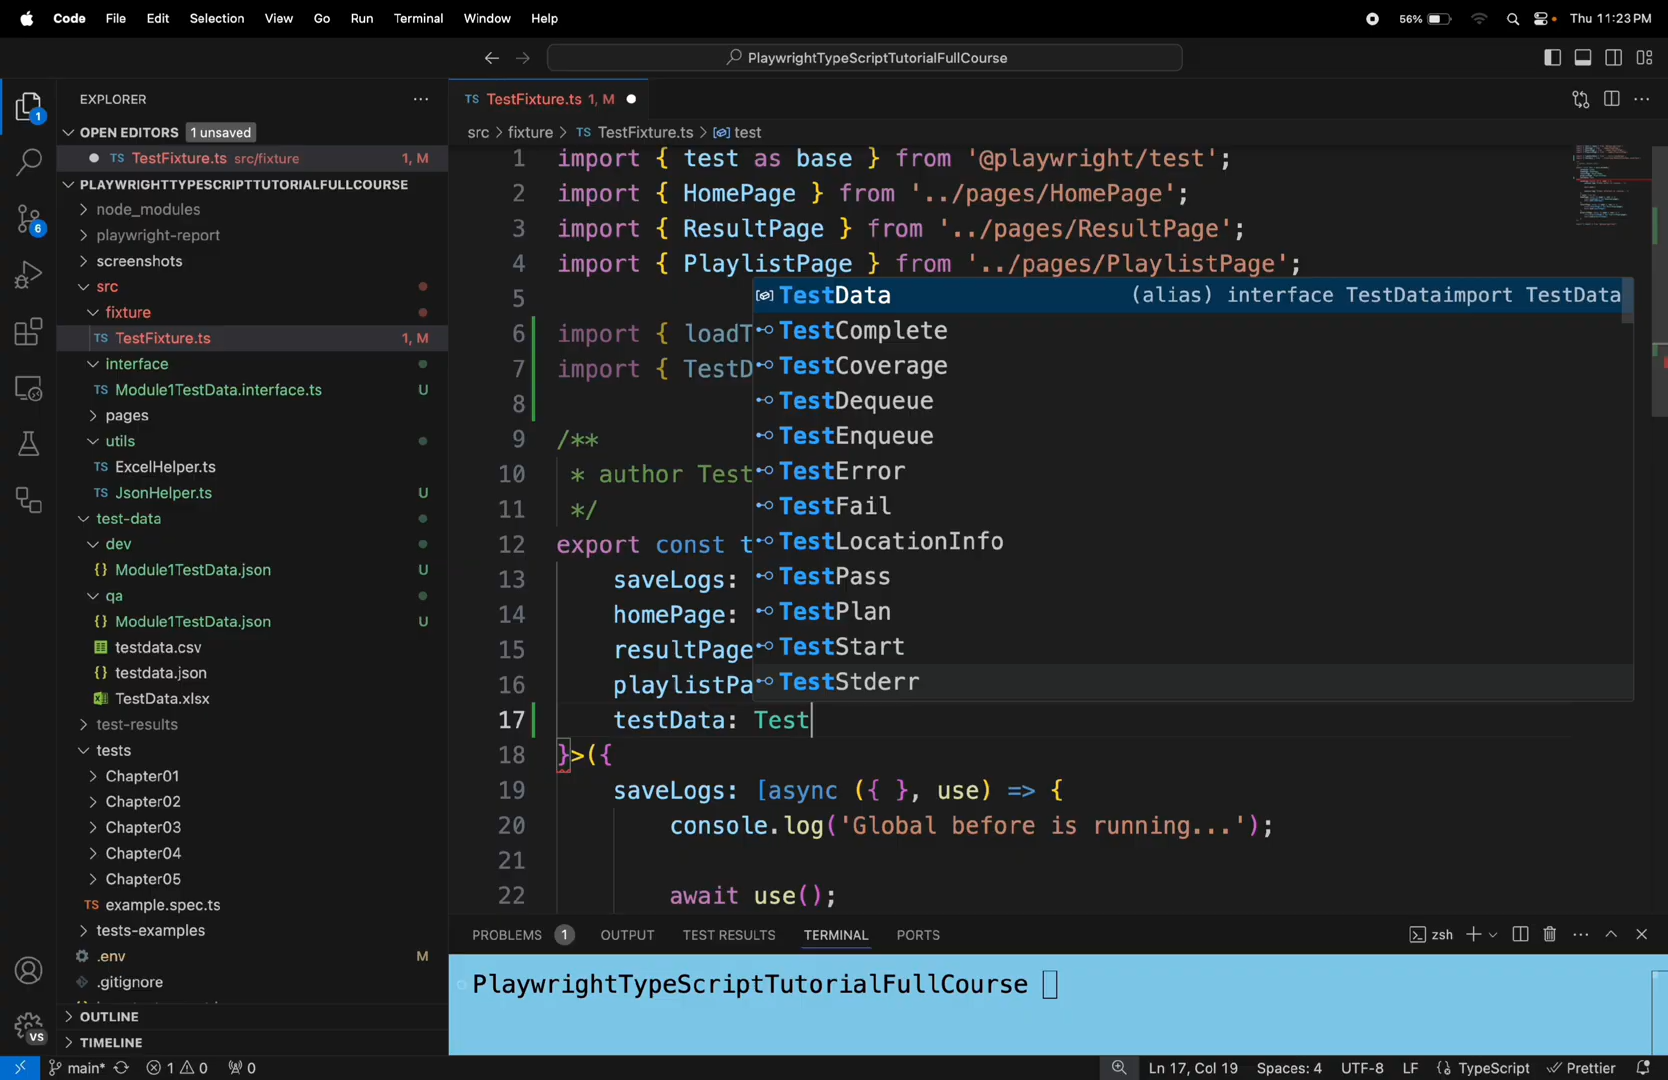 Code File Edit Selection View Go Run Terminal Window Help 56% Thu 11:23 PM
PlaywrightTypeScriptTutorialFullCourse
EXPLORER
OPEN EDITORS 1 unsaved
TS TestFixture.ts src/fixture 1, M
PLAYWRIGHTTYPESCRIPTTUTORIALFULLCOURSE
node_modules
playwright-report
screenshots
src
fixture
TS TestFixture.ts 1, M
interface
TS Module1TestData.interface.ts U
pages
utils
TS ExcelHelper.ts
TS JsonHelper.ts U
test-data
dev
{} Module1TestData.json U
qa
{} Module1TestData.json U
testdata.csv
{} testdata.json
TestData.xlsx
test-results
tests
Chapter01
Chapter02
Chapter03
Chapter04
Chapter05
TS example.spec.ts
tests-examples
.env M
.gitignore
OUTLINE
TIMELINE
1
6
VS
TS TestFixture.ts 1, M
src > fixture > TS TestFixture.ts > test
1 import { test as base } from '@playwright/test';
2 import { HomePage } from '../pages/HomePage';
3 import { ResultPage } from '../pages/ResultPage';
4 import { PlaylistPage } from '../pages/PlaylistPage';
5
6 import { loadT
7 import { TestD
8
9 /**
10 * author Test
11 */
12 export const t
13 saveLogs:
14 homePage:
15 resultPage
16 playlistPa
17 testData: Test
18 }>({
19 saveLogs: [async ({ }, use) => {
20 console.log('Global before is running...');
21
22 await use();
TestData (alias) interface TestDataimport TestData
TestComplete
TestCoverage
TestDequeue
TestEnqueue
TestError
TestFail
TestLocationInfo
TestPass
TestPlan
TestStart
TestStderr
PROBLEMS 1 OUTPUT TEST RESULTS TERMINAL PORTS zsh
PlaywrightTypeScriptTutorialFullCourse
main* 1 0 0 Ln 17, Col 19 Spaces: 4 UTF-8 LF {} TypeScript Prettier